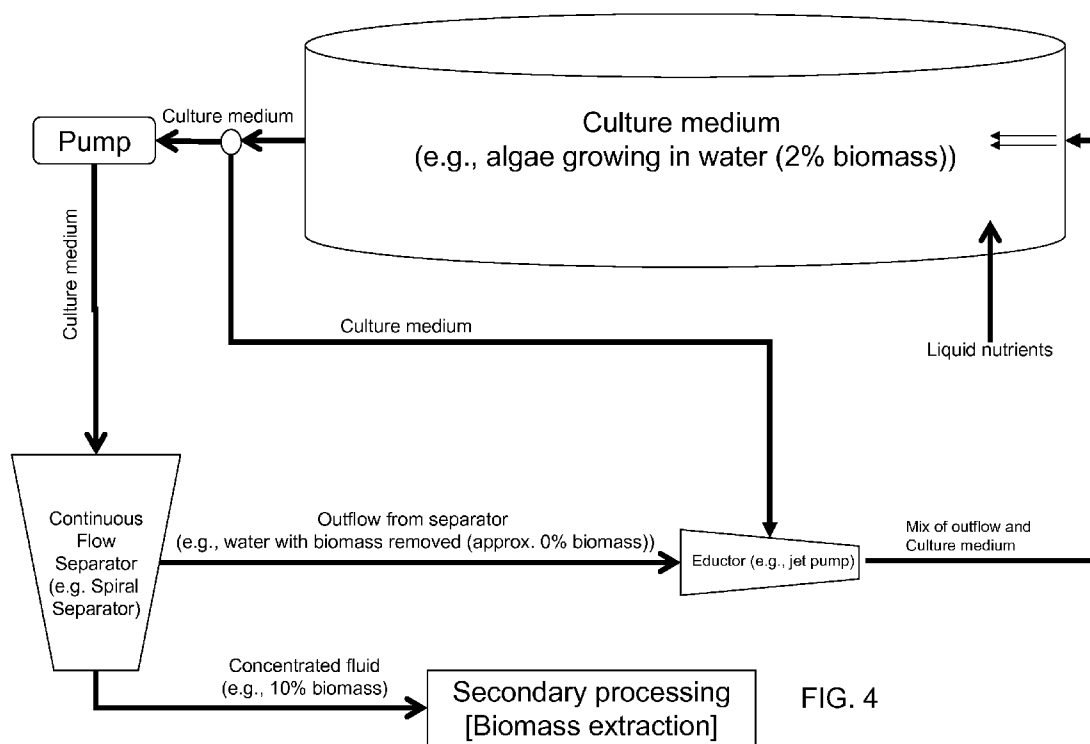 Culture medium
Pump
Culture medium
(e.g., algae growing in water (2% biomass))
Culture medium
Culture medium
Liquid nutrients
Continuous
Flow
Separator
(e.g. Spiral
Separator)
Outflow from separator
(e.g., water with biomass removed (approx. 0% biomass))
Eductor (e.g., jet pump)
Mix of outflow and
Culture medium
Concentrated fluid
(e.g., 10% biomass)
Secondary processing
[Biomass extraction]
FIG. 4